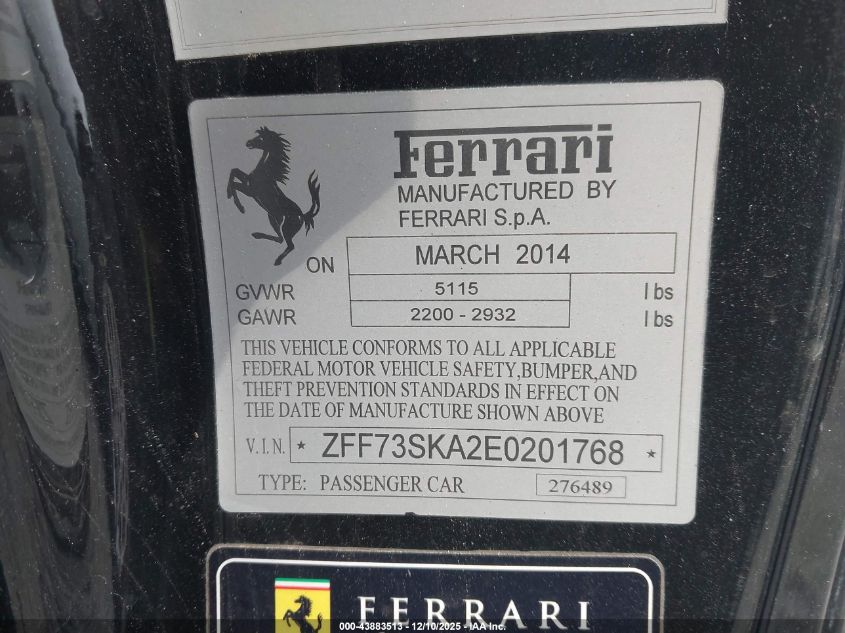 Ferrari
MANUFACTURED BY
FERRARI S.p.A.
ON MARCH 2014
GVWR 5115 lbs
GAWR 2200 - 2932 lbs
THIS VEHICLE CONFORMS TO ALL APPLICABLE
FEDERAL MOTOR VEHICLE SAFETY,BUMPER,AND
THEFT PREVENTION STANDARDS IN EFFECT ON
THE DATE OF MANUFACTURE SHOWN ABOVE
V.I.N. * ZFF73SKA2E0201768 *
TYPE: PASSENGER CAR 276489
FERRARI
000-43883513 - 12/10/2025 - IAA Inc.